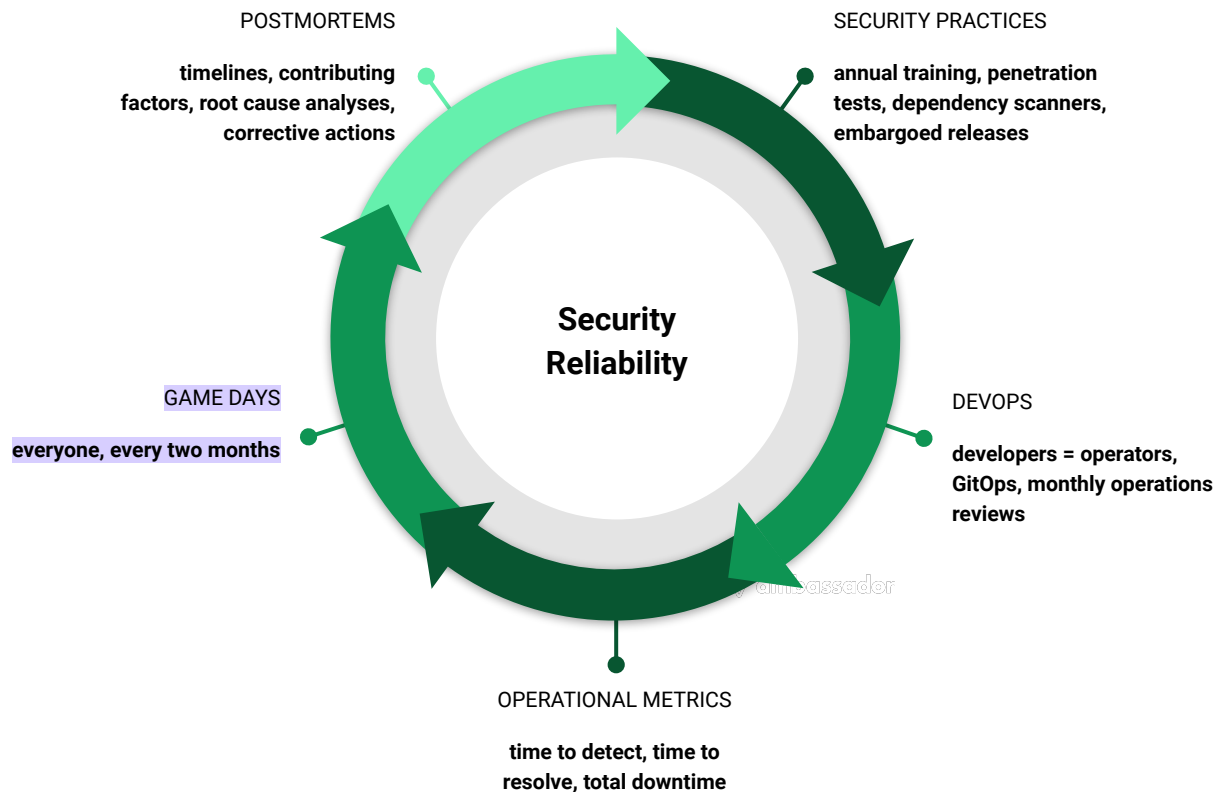 POSTMORTEMS
timelines, contributing
factors, root cause analyses,
corrective actions
SECURITY PRACTICES
annual training, penetration
tests, dependency scanners,
embargoed releases
Security
Reliability
GAME DAYS
everyone, every two months
DEVOPS
developers = operators,
GitOps, monthly operations
reviews
ambassador
OPERATIONAL METRICS
time to detect, time to
resolve, total downtime